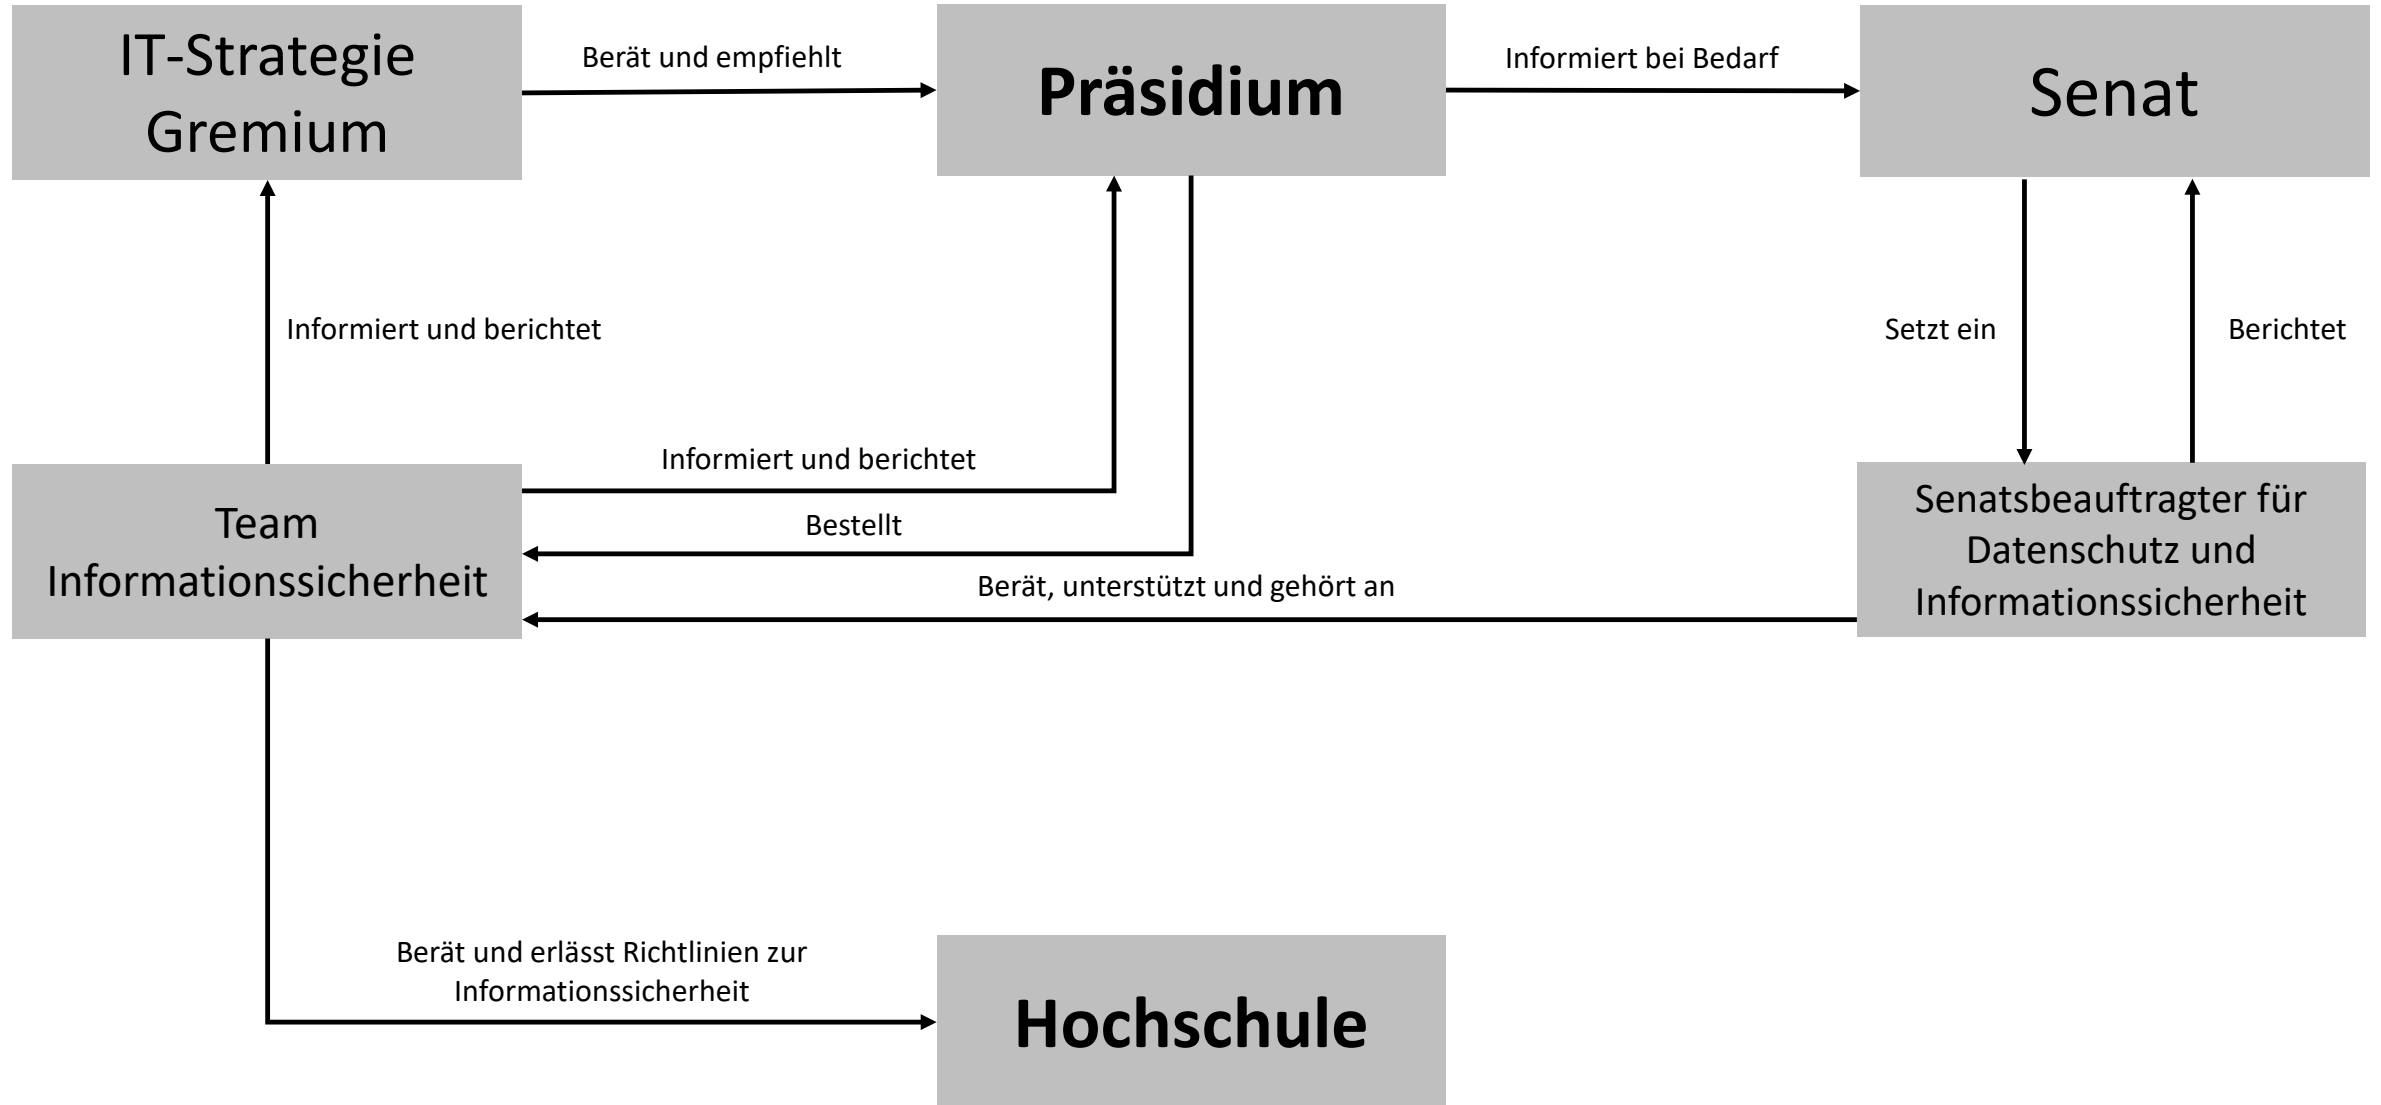 IT-Strategie
Gremium
Berät und empfiehlt
Präsidium
Informiert bei Bedarf
Senat
Informiert und berichtet
Setzt ein
Berichtet
Informiert und berichtet
Bestellt
Team
Informationssicherheit
Berät, unterstützt und gehört an
Senatsbeauftragter für
Datenschutz und
Informationssicherheit
Berät und erlässt Richtlinien zur
Informationssicherheit
Hochschule